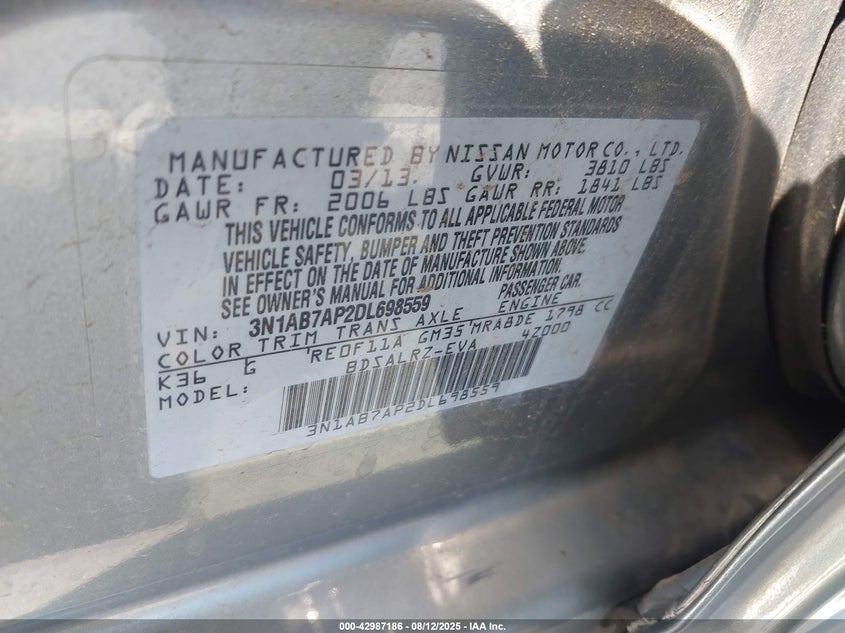 MANUFACTURED BY NISSAN MOTOR CO., LTD.
DATE: 03/13. GVWR: 3810 LBS
GAWR FR: 2006 LBS GAWR RR: 1841 LBS
THIS VEHICLE CONFORMS TO ALL APPLICABLE FEDERAL MOTOR
VEHICLE SAFETY, BUMPER AND THEFT PREVENTION STANDARDS
IN EFFECT ON THE DATE OF MANUFACTURE SHOWN ABOVE.
SEE OWNER'S MANUAL FOR ADDITIONAL INFORMATION.
VIN: 3N1AB7AP2DL698559 PASSENGER CAR.
COLOR TRIM TRANS AXLE ENGINE
K36 G RE0F11A GM35 MRA8DE 1798 CC
MODEL: BDSALRZ-EVA 4Z000
3N1AB7AP2DL698559
000-42987186 - 08/12/2025 - IAA Inc.